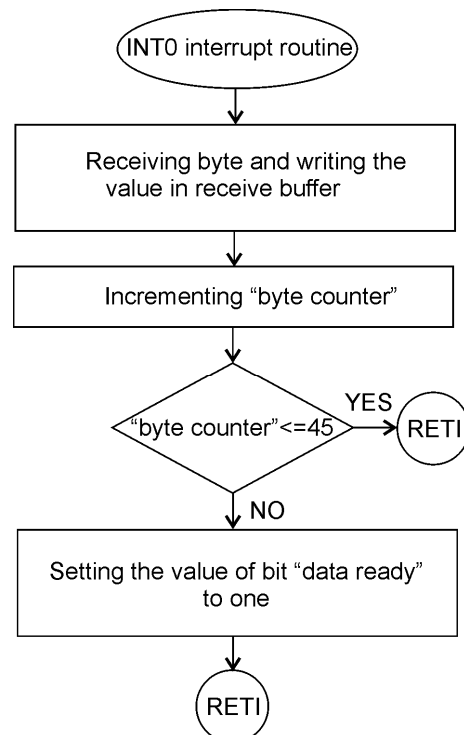 INT0 interrupt routine
Receiving byte and writing the
value in receive buffer
Incrementing “byte counter”
“byte counter”<=45
YES
RETI
NO
Setting the value of bit “data ready”
to one
RETI